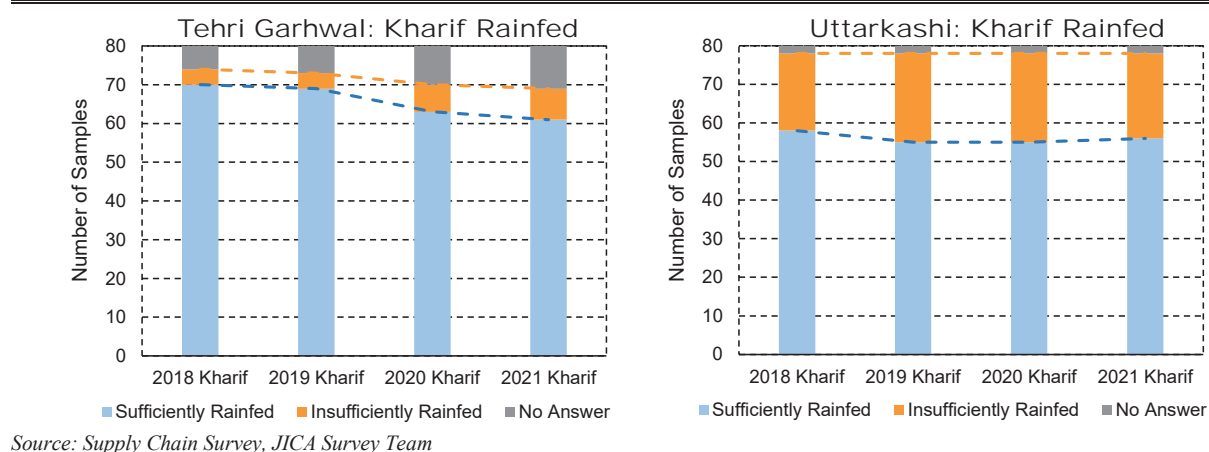 Tehri Garhwal: Kharif Rainfed
80
70
60
50
40
30
20
10
0
Number of Samples
2018 Kharif 2019 Kharif 2020 Kharif 2021 Kharif
Sufficiently Rainfed Insufficiently Rainfed No Answer
Uttarkashi: Kharif Rainfed
80
70
60
50
40
30
20
10
0
Number of Samples
2018 Kharif 2019 Kharif 2020 Kharif 2021 Kharif
Sufficiently Rainfed Insufficiently Rainfed No Answer
Source: Supply Chain Survey, JICA Survey Team